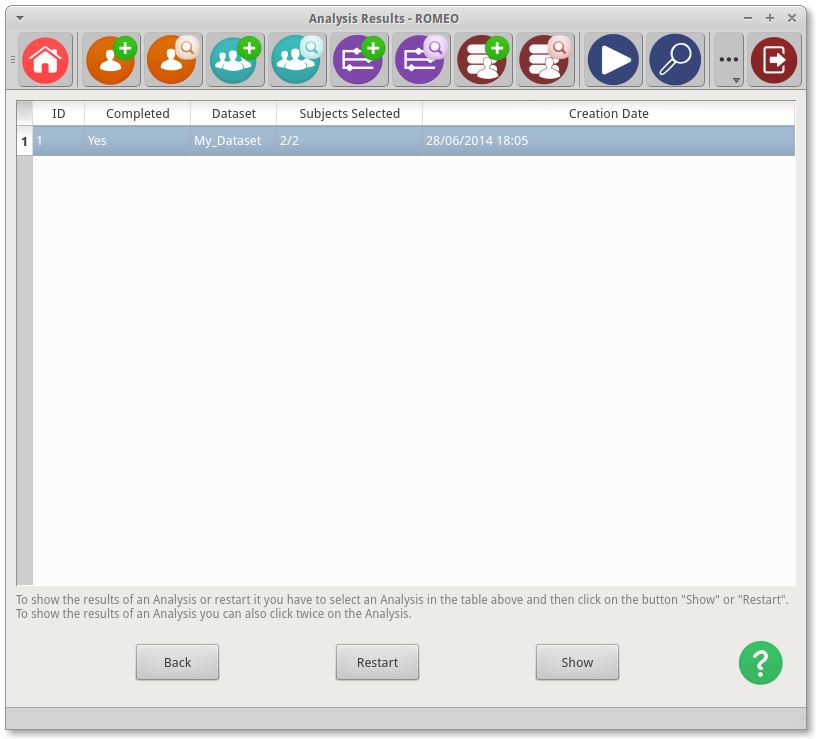 Analysis Results - ROMEO
ID Completed Dataset Subjects Selected Creation Date
1 1 Yes My_Dataset 2/2 28/06/2014 18:05
To show the results of an Analysis or restart it you have to select an Analysis in the table above and then click on the button "Show" or "Restart".
To show the results of an Analysis you can also click twice on the Analysis.
Back Restart Show ?